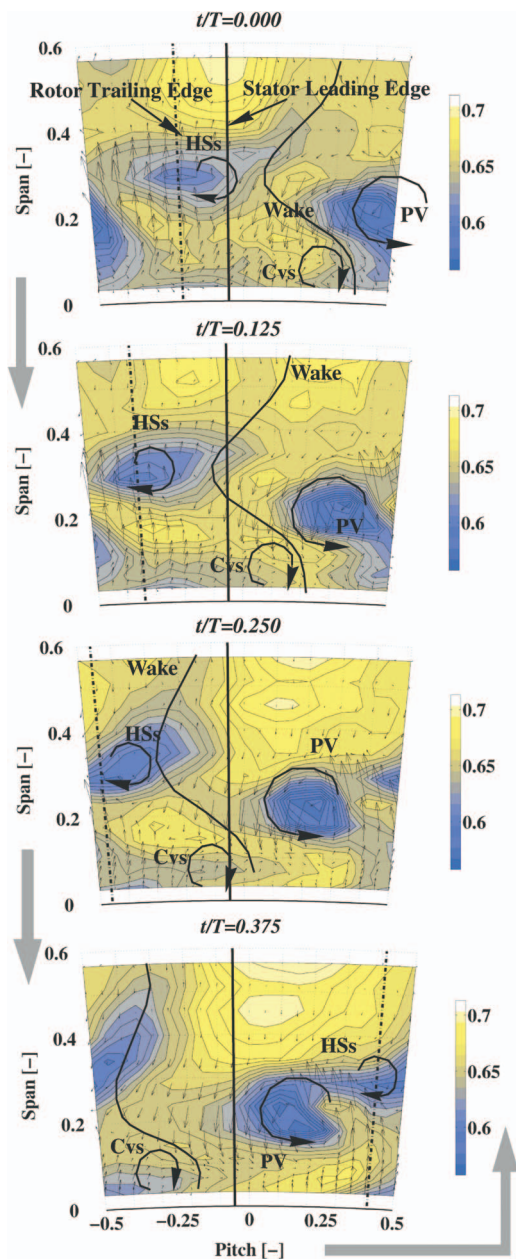 t/T=0.000
0.6
Rotor Trailing Edge
Stator Leading Edge
0.7
0.4
HSs
0.65
Span [–]
0.2
Wake
PV
0.6
Cvs
0
t/T=0.125
0.6
Wake
HSs
0.7
0.4
0.65
Span [–]
0.2
PV
0.6
Cvs
0
t/T=0.250
0.6
Wake
PV
0.7
HSs
0.4
0.65
Span [–]
0.2
0.6
Cvs
0
t/T=0.375
0.6
0.7
HSs
0.4
0.65
Span [–]
0.2
Cvs
PV
0.6
0
−0.5 −0.25 0 0.25 0.5
Pitch [–]